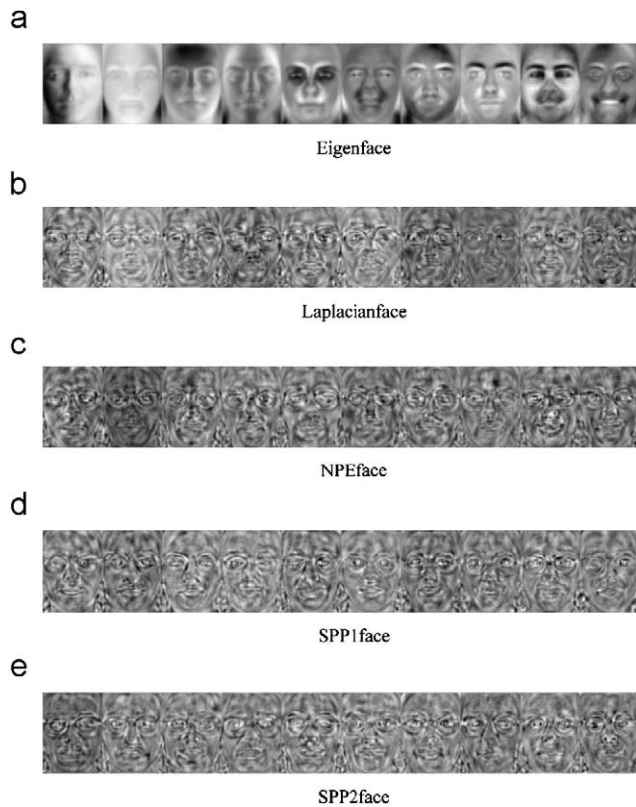 a
Eigenface
b
Laplacianface
c
NPEface
d
SPP1face
e
SPP2face